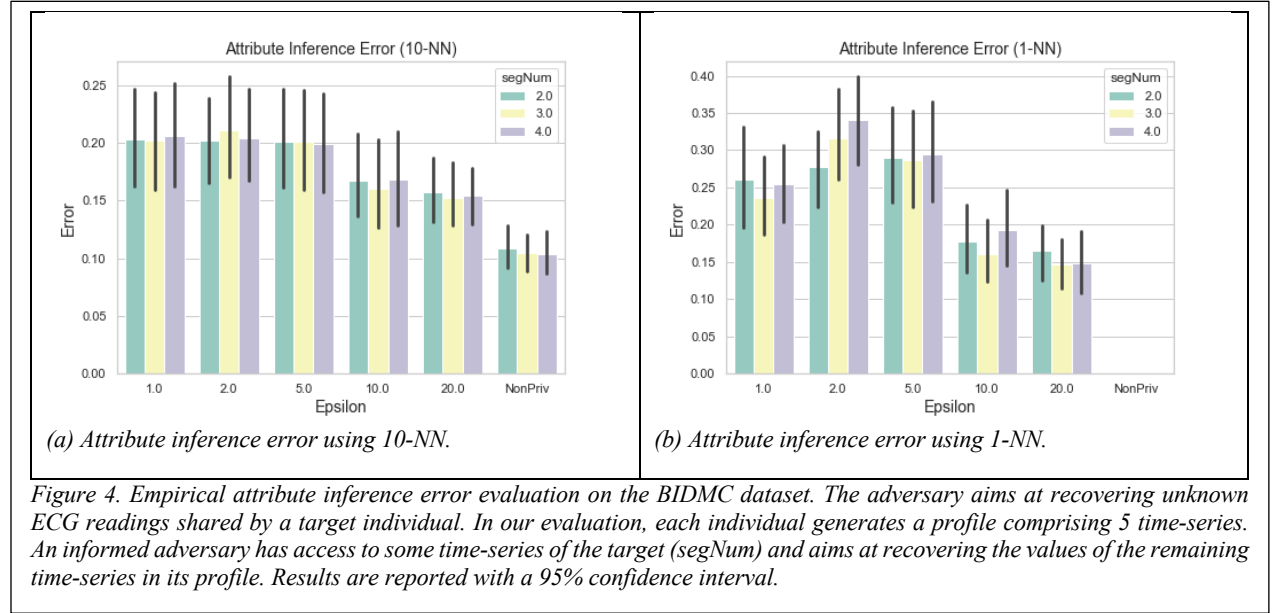 Attribute Inference Error (10-NN)
segNum
2.0
3.0
4.0
0.25
0.20
0.15
0.10
0.05
0.00
Error
1.0 2.0 5.0 10.0 20.0 NonPriv
Epsilon
(a) Attribute inference error using 10-NN.
Attribute Inference Error (1-NN)
segNum
2.0
3.0
4.0
0.40
0.35
0.30
0.25
0.20
0.15
0.10
0.05
0.00
Error
1.0 2.0 5.0 10.0 20.0 NonPriv
Epsilon
(b) Attribute inference error using 1-NN.
Figure 4. Empirical attribute inference error evaluation on the BIDMC dataset. The adversary aims at recovering unknown
ECG readings shared by a target individual. In our evaluation, each individual generates a profile comprising 5 time-series.
An informed adversary has access to some time-series of the target (segNum) and aims at recovering the values of the remaining
time-series in its profile. Results are reported with a 95% confidence interval.